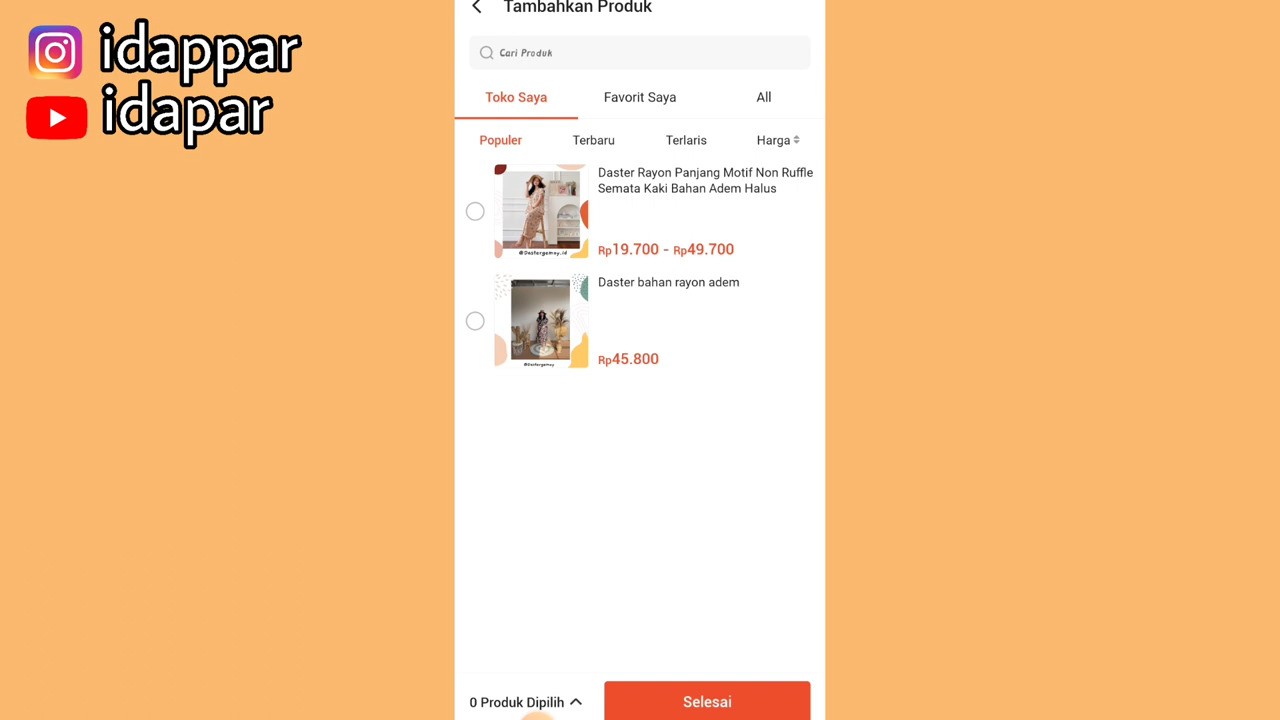 idappar
idapar
Tambahkan Produk
Cari Produk
Toko Saya
Favorit Saya
All
Populer
Terbaru
Terlaris
Harga
Daster Rayon Panjang Motif Non Ruffle
Semata Kaki Bahan Adem Halus
@Dastergemoy_id
Rp19.700 - Rp49.700
Daster bahan rayon adem
@Dastergemoy
Rp45.800
0 Produk Dipilih
Selesai